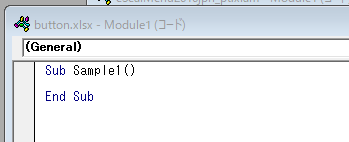 button.xlsx - Module1 (コード)
(General)
Sub Sample1()
End Sub